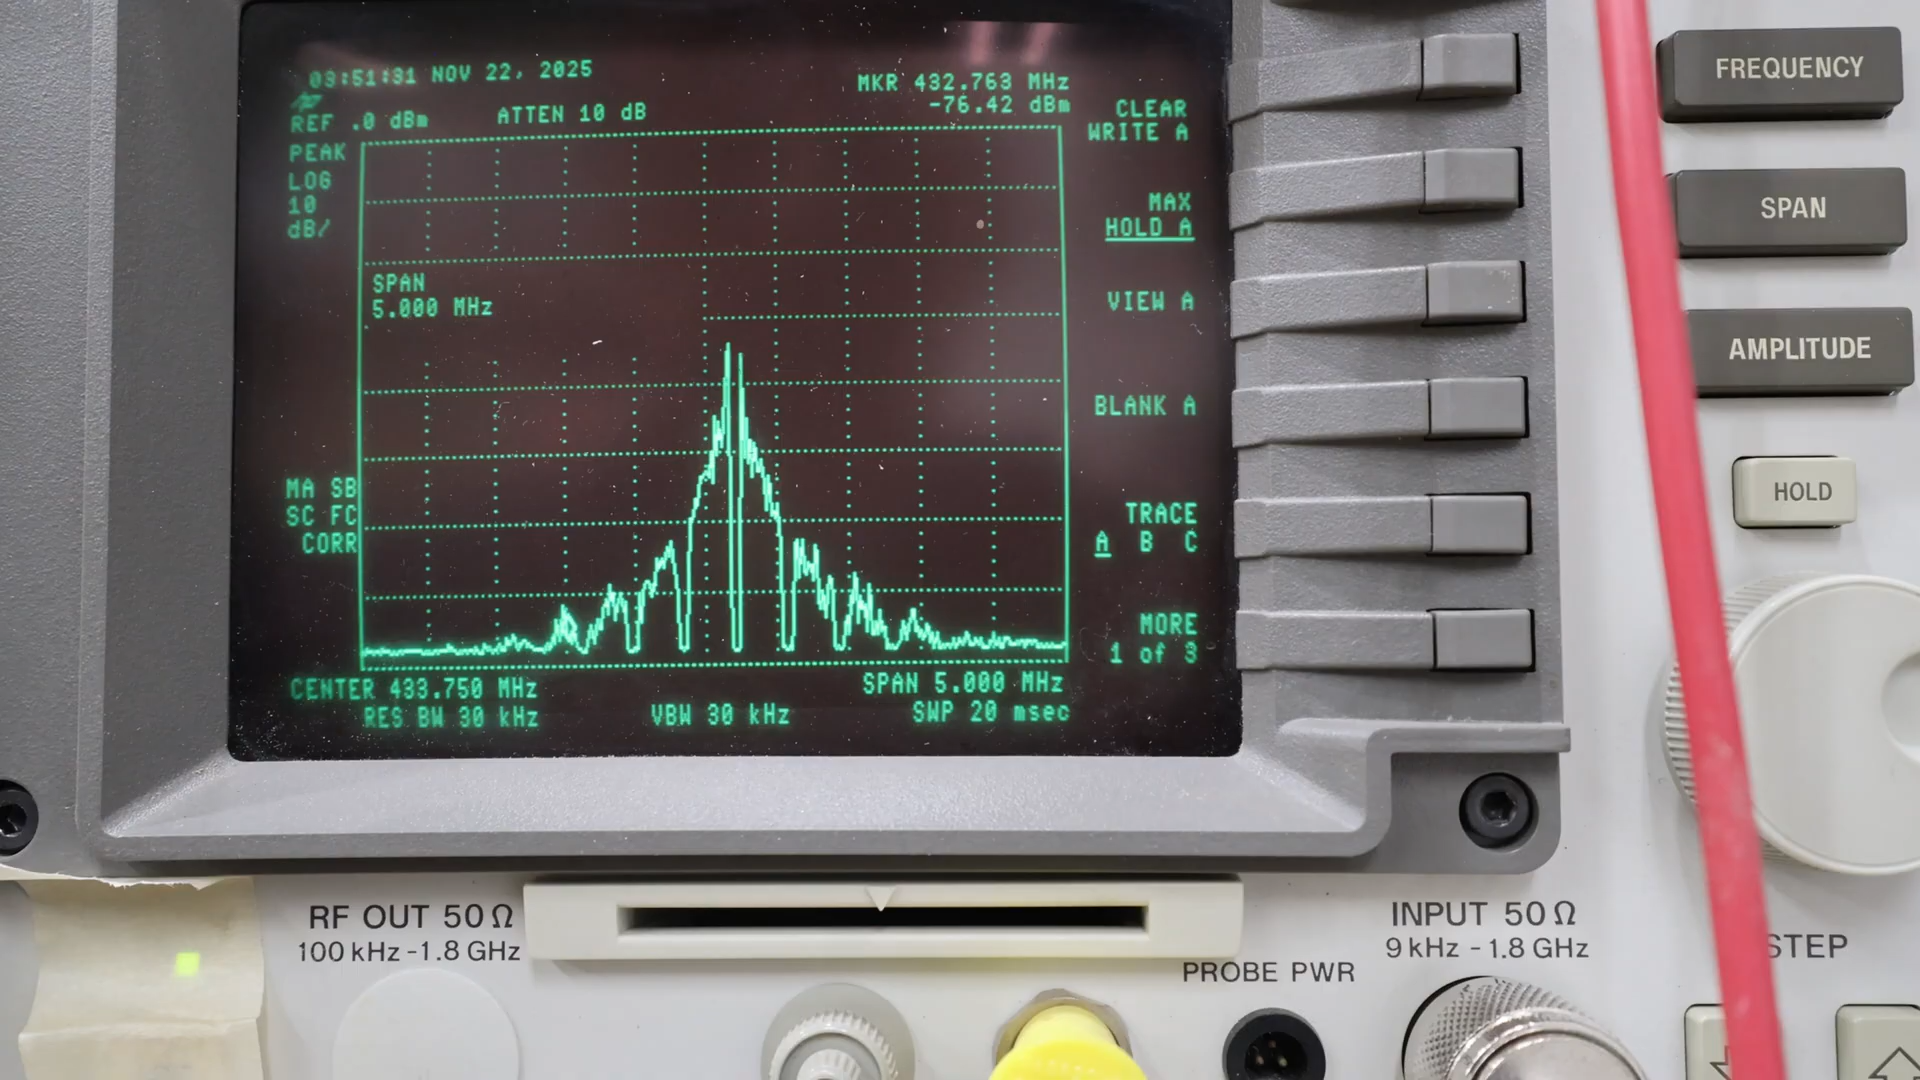 03:51:31 NOV 22, 2025
MKR 432.763 MHz
-76.42 dBm
REF .0 dBm
ATTEN 10 dB
PEAK
LOG
10
dB/
SPAN
5.000 MHz
MA SB
SC FC
CORR
CENTER 433.750 MHz
SPAN 5.000 MHz
RES BW 30 kHz
VBW 30 kHz
SWP 20 msec
CLEAR
WRITE A
MAX
HOLD A
VIEW A
BLANK A
TRACE
A B C
MORE
1 of 3
FREQUENCY
SPAN
AMPLITUDE
HOLD
RF OUT 50 Ω
100 kHz - 1.8 GHz
PROBE PWR
INPUT 50 Ω
9 kHz - 1.8 GHz
STEP